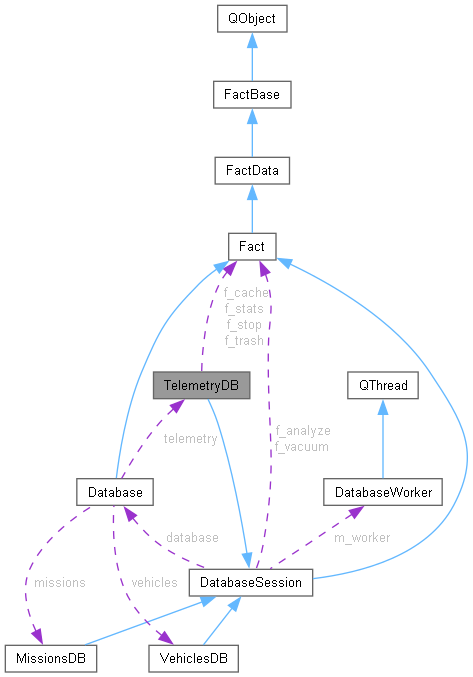 QObject
FactBase
FactData
Fact
f_cache
f_stats
f_stop
f_trash
TelemetryDB
QThread
telemetry
f_analyze
f_vacuum
Database
DatabaseWorker
database
m_worker
missions
vehicles
DatabaseSession
MissionsDB
VehiclesDB